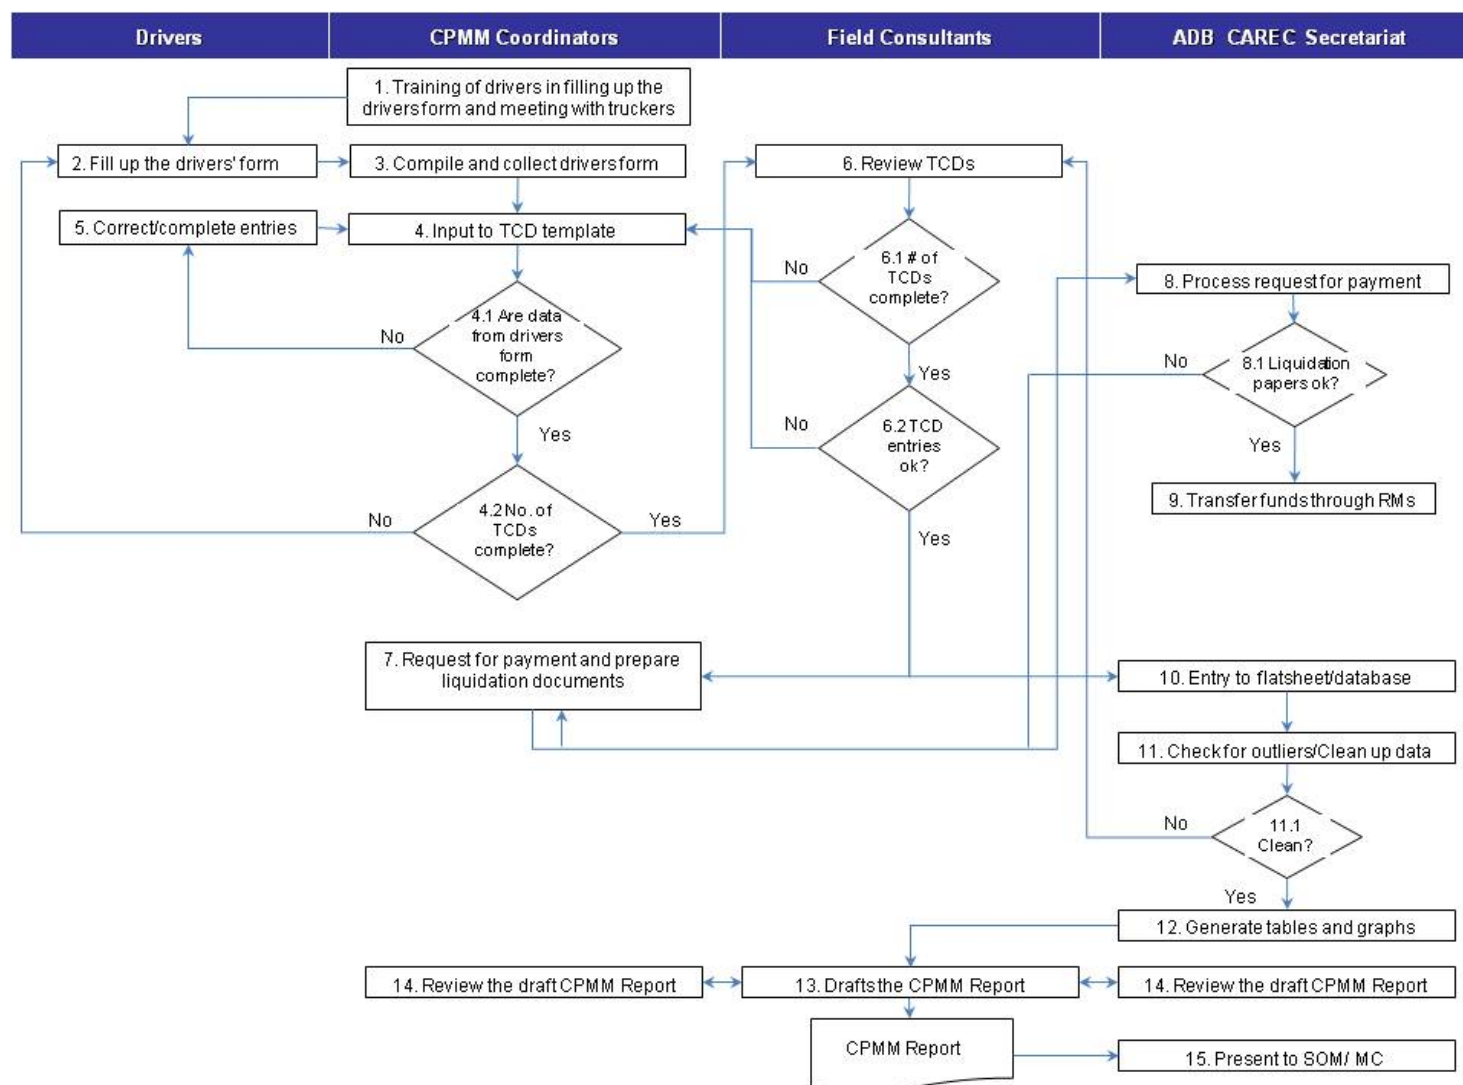 Drivers
CPMM Coordinators
Field Consultants
ADB CAREC Secretariat
1. Training of drivers in filling up the
drivers form and meeting with truckers
2. Fill up the drivers' form
3. Compile and collect drivers form
6. Review TCDs
5. Correct/complete entries
4. Input to TCD template
No
6.1 # of
TCDs
complete?
8. Process request for payment
No
4.1 Are data
from drivers
form
complete?
Yes
No
8.1 Liquidation
papers ok?
Yes
No
6.2 TCD
entries
ok?
Yes
9. Transfer funds through RMs
No
4.2 No. of
TCDs
complete?
Yes
Yes
7. Request for payment and prepare
liquidation documents
10. Entry to flatsheet/database
11. Check for outliers/Clean up data
No
11.1
Clean?
Yes
12. Generate tables and graphs
14. Review the draft CPMM Report
13. Drafts the CPMM Report
14. Review the draft CPMM Report
CPMM Report
15. Present to SOM/ MC